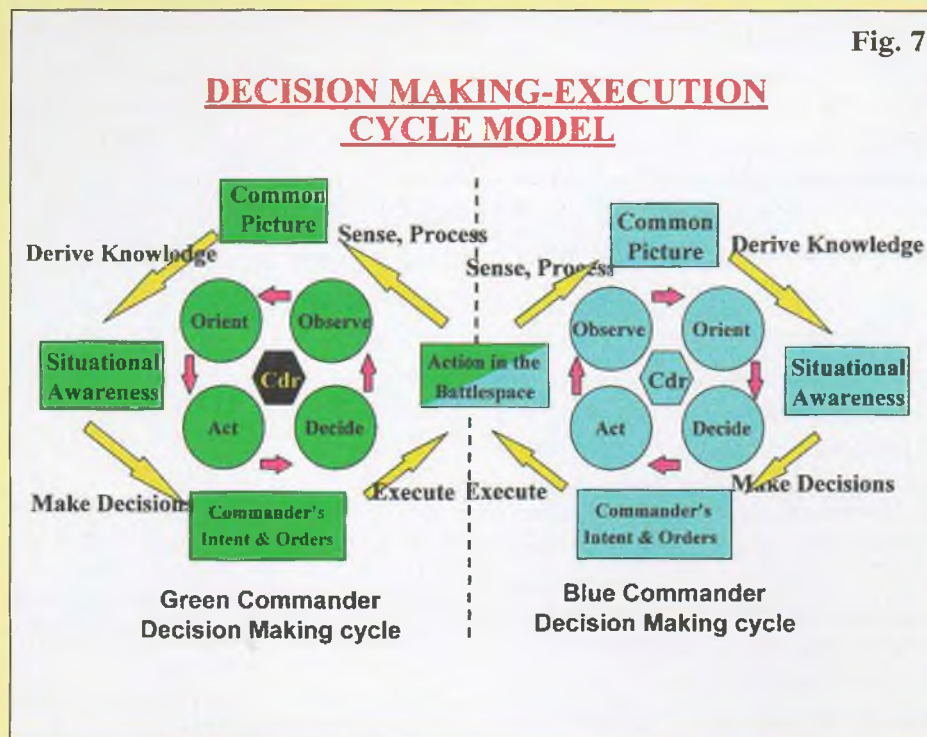 Fig. 7
DECISION MAKING-EXECUTION
CYCLE MODEL
Common
Picture
Derive Knowledge
Sense, Process
Orient
Observe
Situational
Awareness
Cdr
Act
Decide
Make Decisions
Execute
Commander's
Intent & Orders
Green Commander
Decision Making cycle
Action in the
Battlespace
Common
Picture
Sense, Process
Derive Knowledge
Observe
Orient
Cdr
Situational
Awareness
Act
Decide
Execute
Make Decisions
Commander's
Intent & Orders
Blue Commander
Decision Making cycle